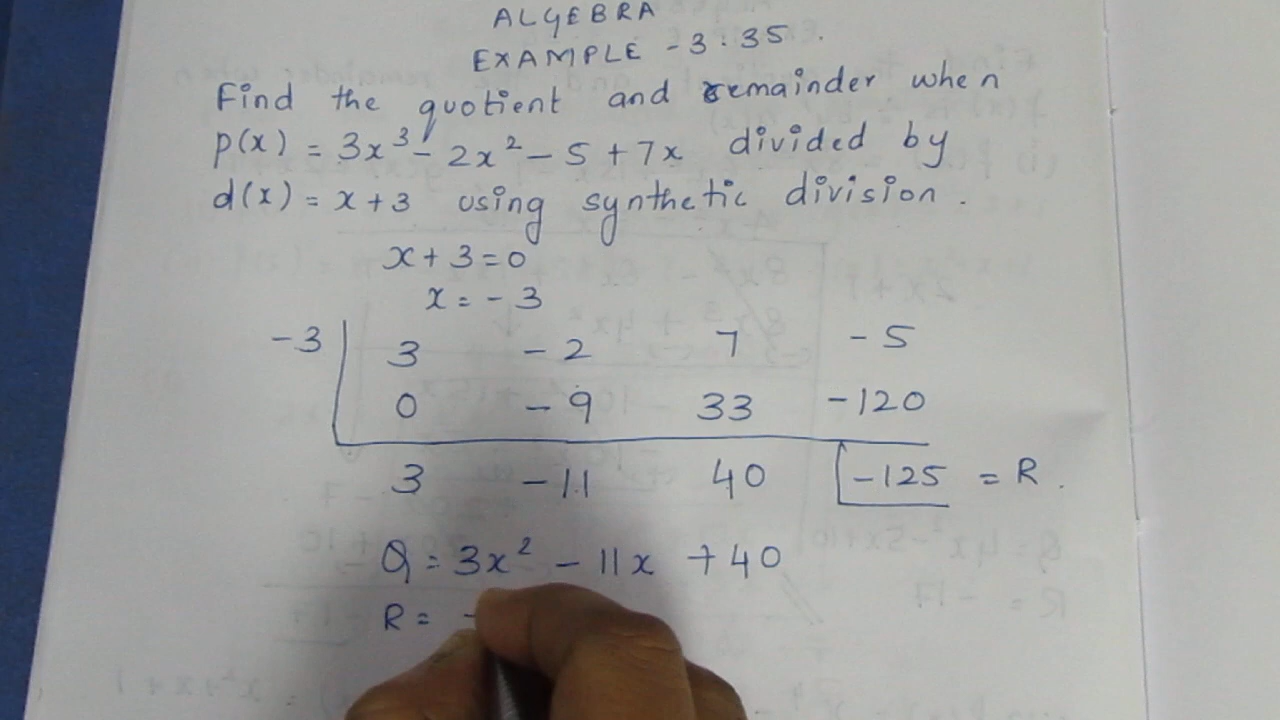 ALGEBRA
EXAMPLE - 3:35.
Find the quotient and remainder when
p(x) = 3x³ - 2x² - 5 + 7x divided by
d(x) = x + 3 using synthetic division.
x + 3 = 0
x = - 3
-3 3 - 2 7 - 5
0 - 9 33 - 120
3 - 11 40 - 125 = R.
Q = 3x² - 11x + 40
R = -